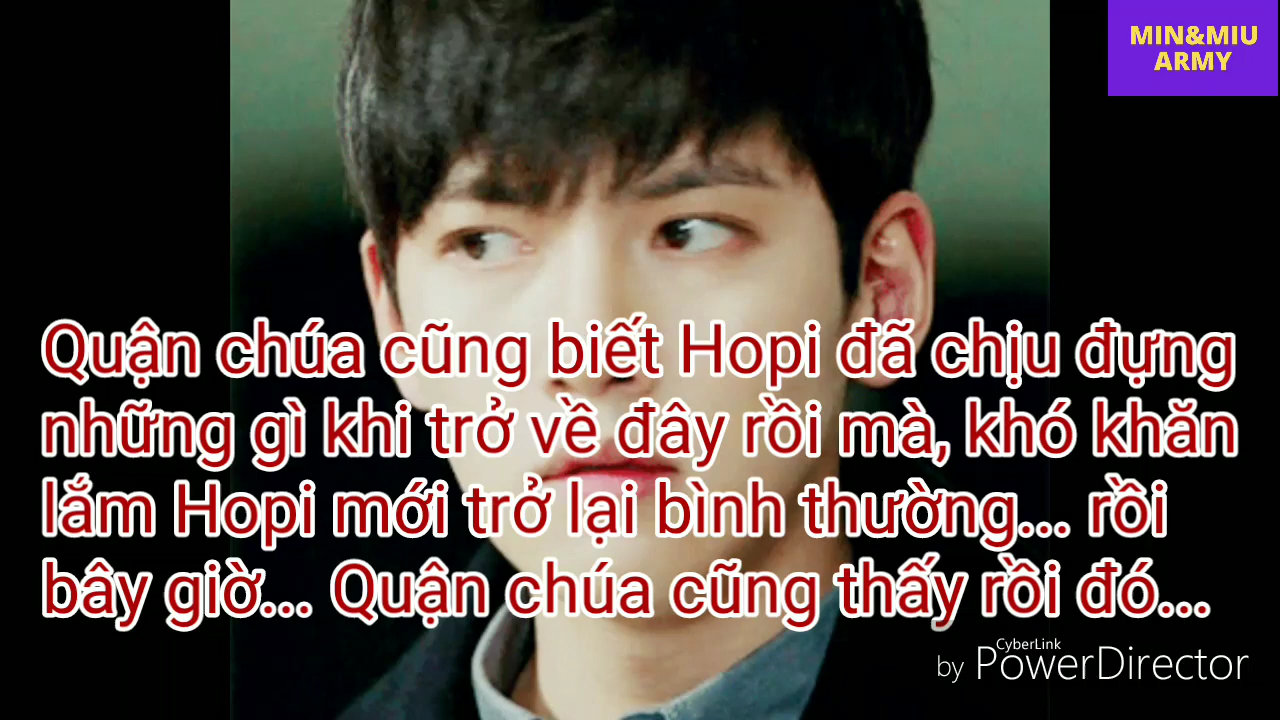 MIN&MIU
ARMY
Quận chúa cũng biết Hopi đã chịu đựng
những gì khi trở về đây rồi mà, khó khăn
lắm Hopi mới trở lại bình thường... rồi
bây giờ... Quận chúa cũng thấy rồi đó...
CyberLink
by PowerDirector